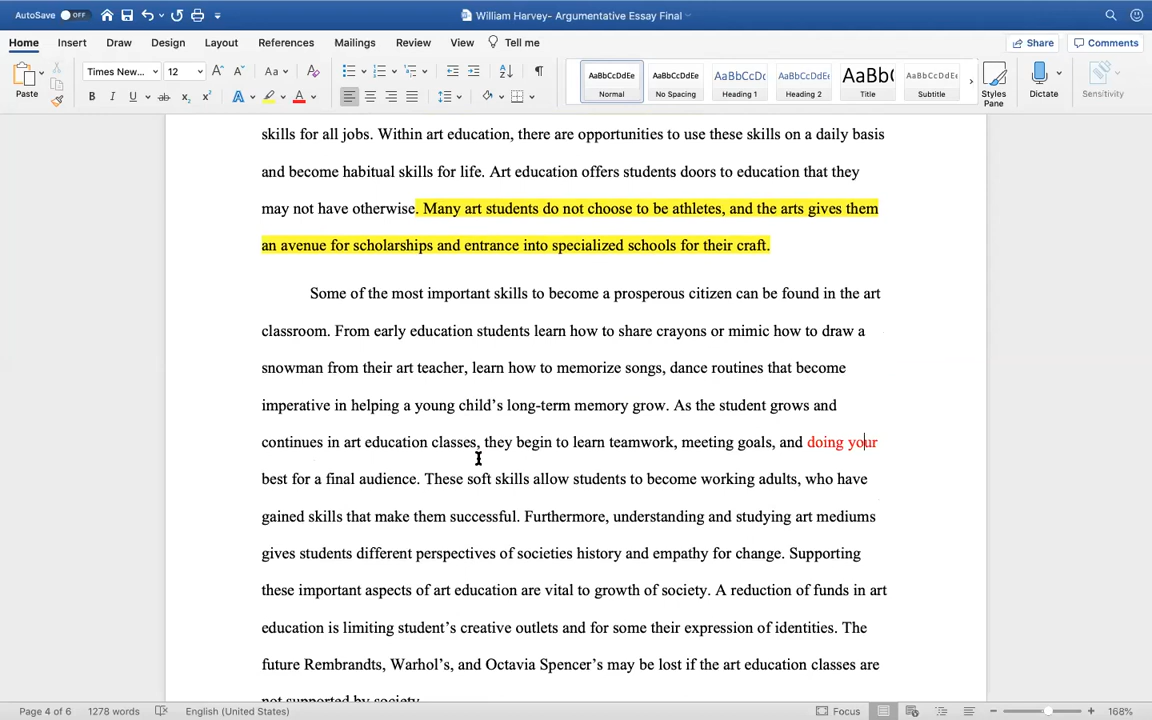 AutoSave OFF William Harvey- Argumentative Essay Final
Home Insert Draw Design Layout References Mailings Review View Tell me Share Comments
Times New... 12 Aa AaBbCcDdEe AaBbCcDdEe AaBbCcDc AaBbCcDdEe AaBb( AaBbCcDdEe
Paste B I U ab x₂ x² A A Normal No Spacing Heading 1 Heading 2 Title Subtitle Styles Pane Dictate Sensitivity
skills for all jobs. Within art education, there are opportunities to use these skills on a daily basis
and become habitual skills for life. Art education offers students doors to education that they
may not have otherwise. Many art students do not choose to be athletes, and the arts gives them
an avenue for scholarships and entrance into specialized schools for their craft.
Some of the most important skills to become a prosperous citizen can be found in the art
classroom. From early education students learn how to share crayons or mimic how to draw a
snowman from their art teacher, learn how to memorize songs, dance routines that become
imperative in helping a young child’s long-term memory grow. As the student grows and
continues in art education classes, they begin to learn teamwork, meeting goals, and doing your
best for a final audience. These soft skills allow students to become working adults, who have
gained skills that make them successful. Furthermore, understanding and studying art mediums
gives students different perspectives of societies history and empathy for change. Supporting
these important aspects of art education are vital to growth of society. A reduction of funds in art
education is limiting student’s creative outlets and for some their expression of identities. The
future Rembrandts, Warhol’s, and Octavia Spencer’s may be lost if the art education classes are
not supported by society.
Page 4 of 6 1278 words English (United States) Focus 168%